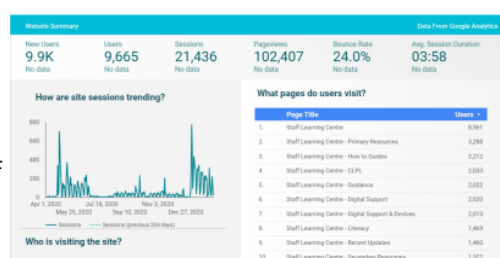 Website Summary
Data From Google Analytics
New Users
9.9K
No data
Users
9,665
No data
Sessions
21,436
No data
Pageviews
102,407
No data
Bounce Rate
24.0%
No data
Avg. Session Duration
03:58
No data
How are site sessions trending?
800
600
400
200
0
Apr 1, 2020
May 25, 2020
Jul 18, 2020
Sep 10, 2020
Nov 3, 2020
Dec 27, 2020
Sessions
Sessions (previous 324 days)
Who is visiting the site?
What pages do users visit?
Page Title Users
1. Staff Learning Centre 8,561
2. Staff Learning Centre - Primary Resources 3,288
3. Staff Learning Centre - How to Guides 2,212
4. Staff Learning Centre - CLPL 2,093
5. Staff Learning Centre - Guidance 2,022
6. Staff Learning Centre - Digital Support 2,020
7. Staff Learning Centre - Digital Support & Devices 2,013
8. Staff Learning Centre - Literacy 1,469
9. Staff Learning Centre - Recent Updates 1,460
10. Staff Learning Centre - Secondary Resources